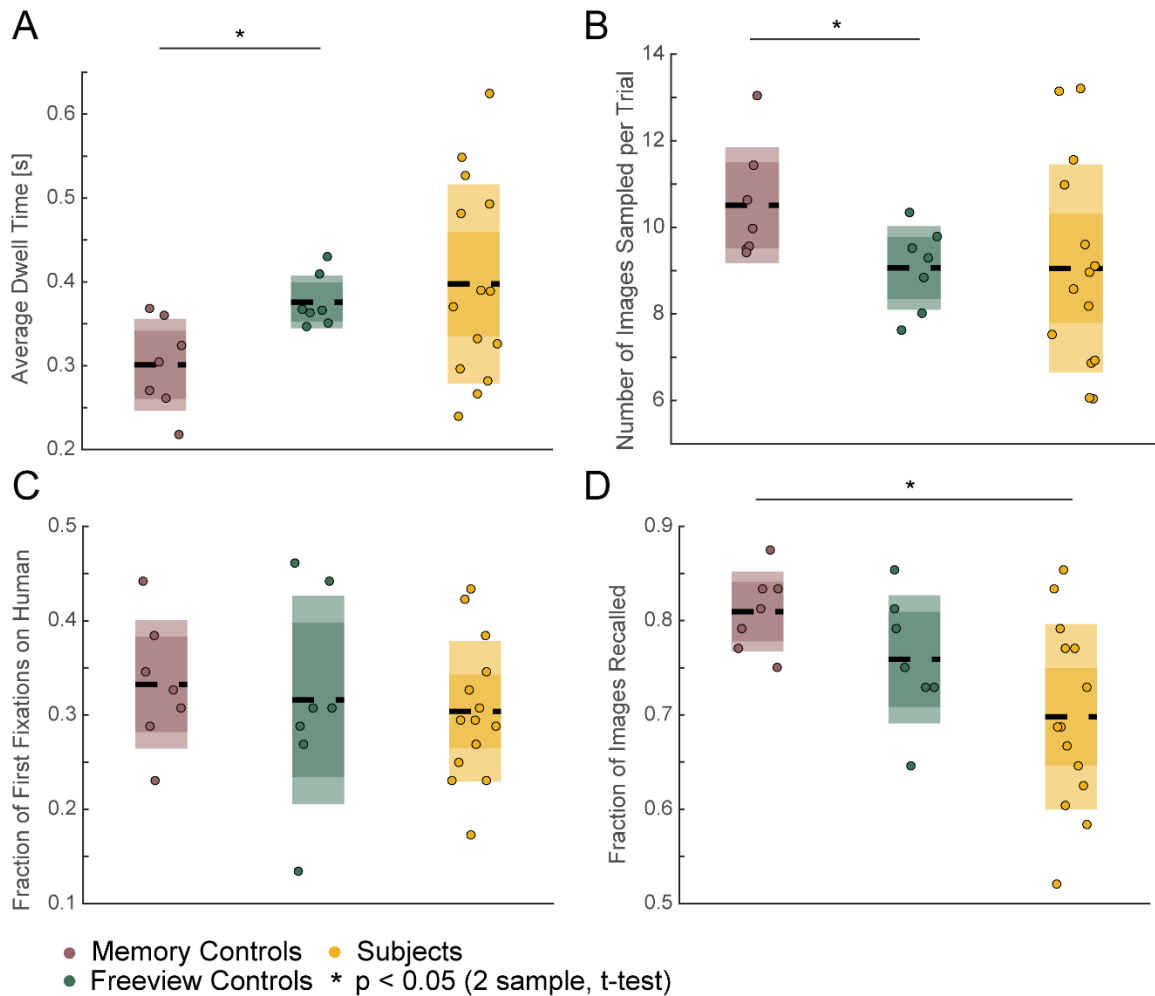 A
*
Average Dwell Time [s]
0.6
0.5
0.4
0.3
0.2
B
*
Number of Images Sampled per Trial
14
12
10
8
6
C
Fraction of First Fixations on Human
0.5
0.4
0.3
0.2
0.1
D
*
Fraction of Images Recalled
0.9
0.8
0.7
0.6
0.5
Memory Controls
Subjects
Freeview Controls
* p < 0.05 (2 sample, t-test)